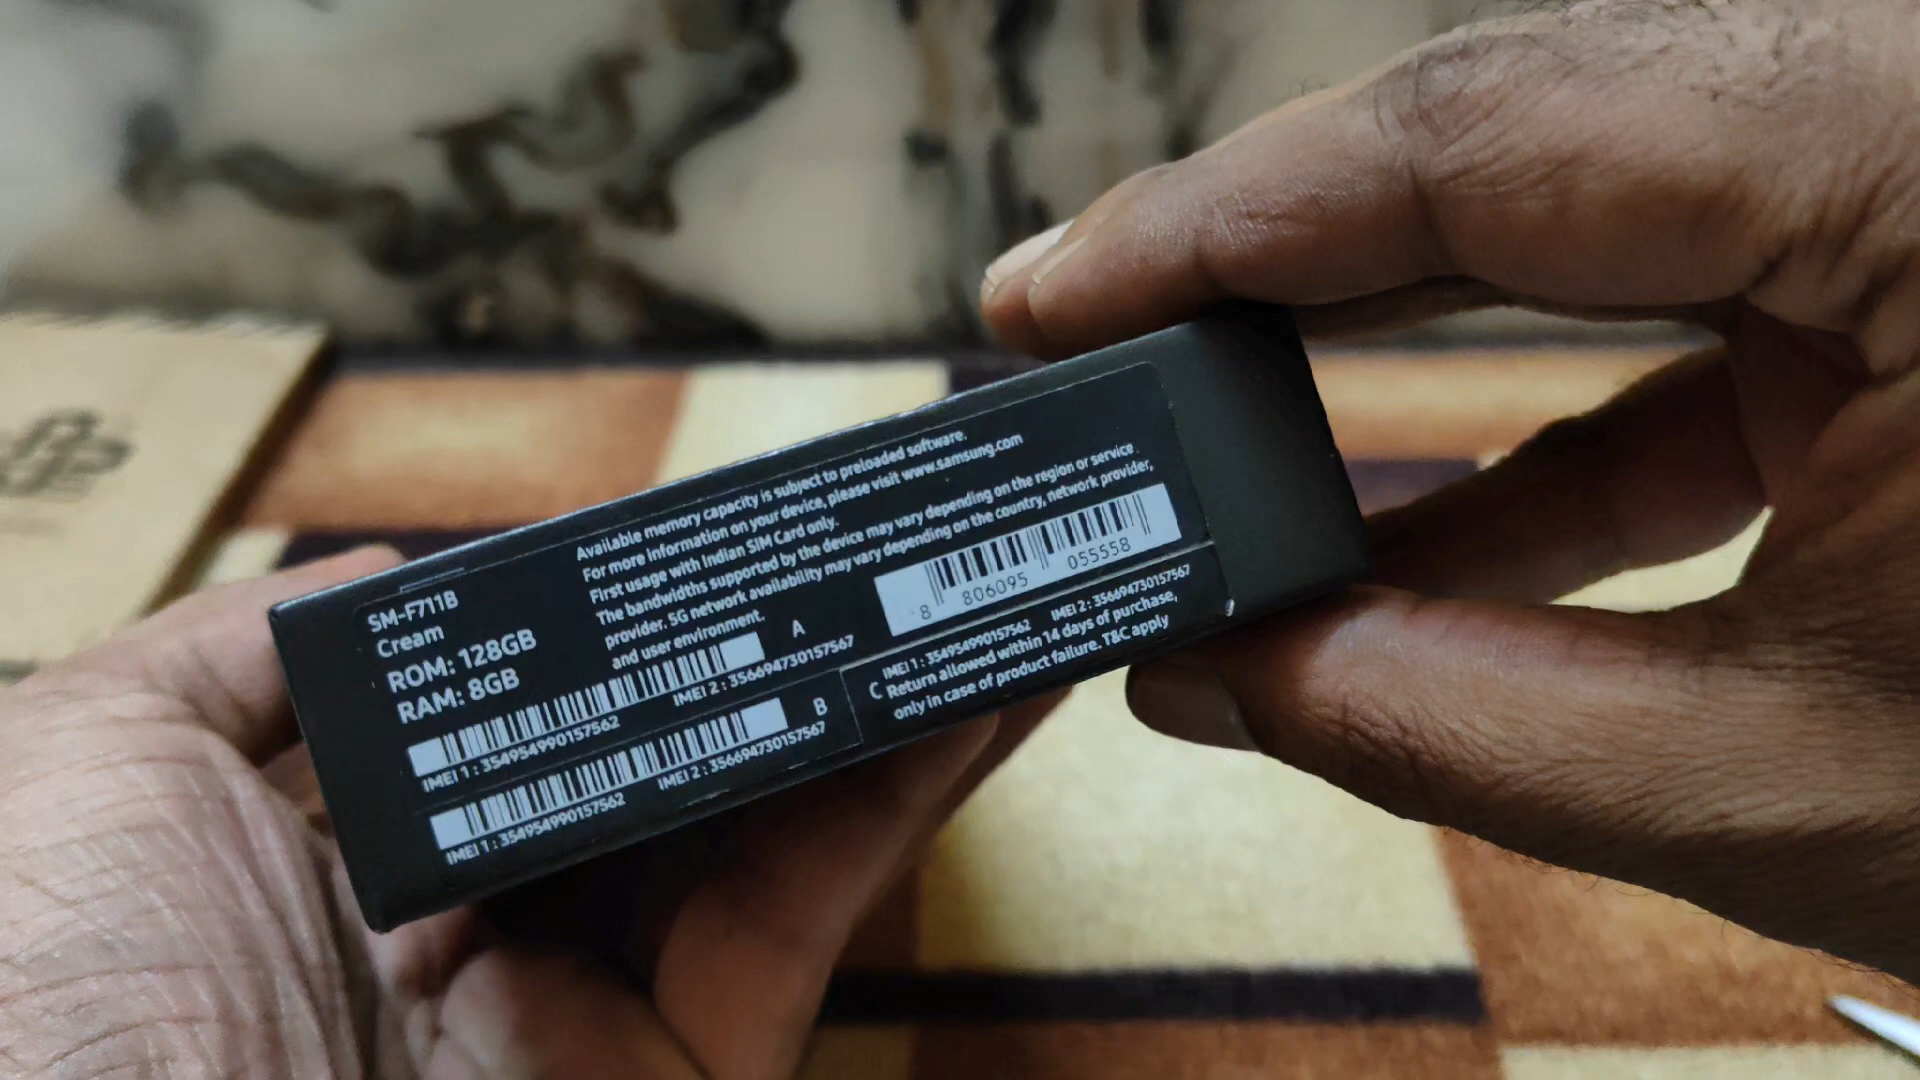 SM-F711B
Cream
ROM: 128GB
RAM: 8GB
Available memory capacity is subject to preloaded software.
For more information on your device, please visit www.samsung.com
First usage with Indian SIM Card only.
The bandwidths supported by the device may vary depending on the region or service
provider. 5G network availability may vary depending on the country, network provider,
and user environment.
A
IMEI 1 : 354954990157562 IMEI 2 : 356694730157567
B
IMEI 1 : 354954990157562 IMEI 2 : 356694730157567
8 806095 055558
IMEI 1 : 354954990157562 IMEI 2 : 356694730157567
C Return allowed within 14 days of purchase,
only in case of product failure. T&C apply